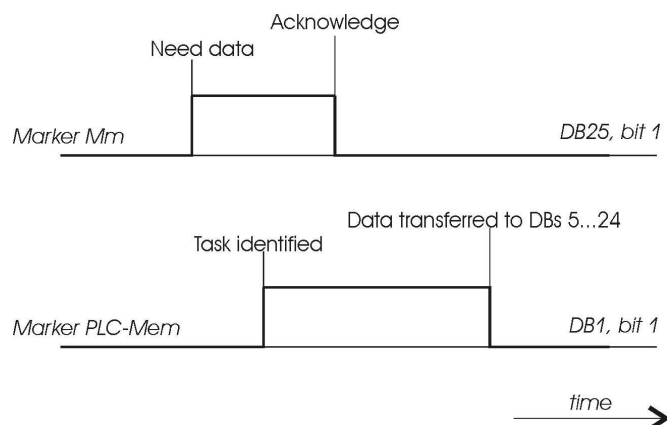 Acknowledge
Need data
Marker Mm
DB25, bit 1
Data transferred to DBs 5...24
Task identified
Marker PLC-Mem
DB1, bit 1
time